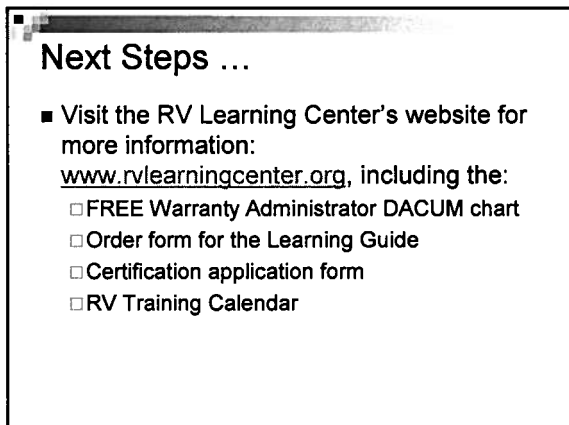 Next Steps ...
■ Visit the RV Learning Center's website for
more information:
www.rvlearningcenter.org, including the:
□FREE Warranty Administrator DACUM chart
□Order form for the Learning Guide
□Certification application form
□RV Training Calendar